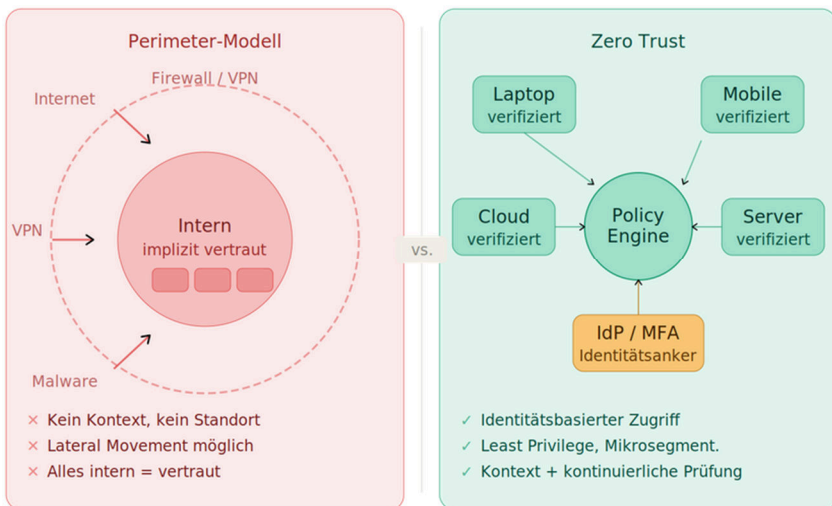 Perimeter-Modell
Firewall / VPN
Internet
VPN
Intern
implizit vertraut
Malware
✕ Kein Kontext, kein Standort
✕ Lateral Movement möglich
✕ Alles intern = vertraut
vs.
Zero Trust
Laptop
verifiziert
Mobile
verifiziert
Cloud
verifiziert
Policy
Engine
Server
verifiziert
IdP / MFA
Identitätsanker
✓ Identitätsbasierter Zugriff
✓ Least Privilege, Mikrosegment.
✓ Kontext + kontinuierliche Prüfung